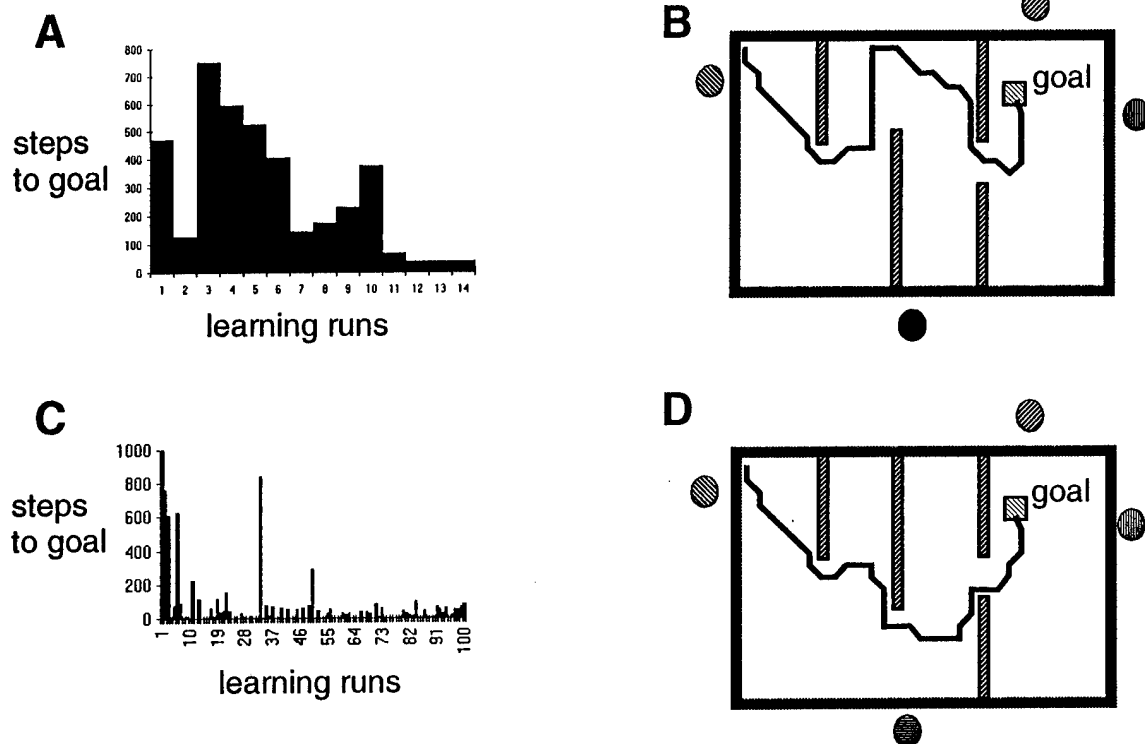 A
800
700
600
500
400
300
200
100
0
steps
to goal
1 2 3 4 5 6 7 8 9 10 11 12 13 14
learning runs
B
goal
C
1000
800
600
400
200
0
steps
to goal
1 10 19 28 37 46 55 64 73 82 91 100
learning runs
D
goal